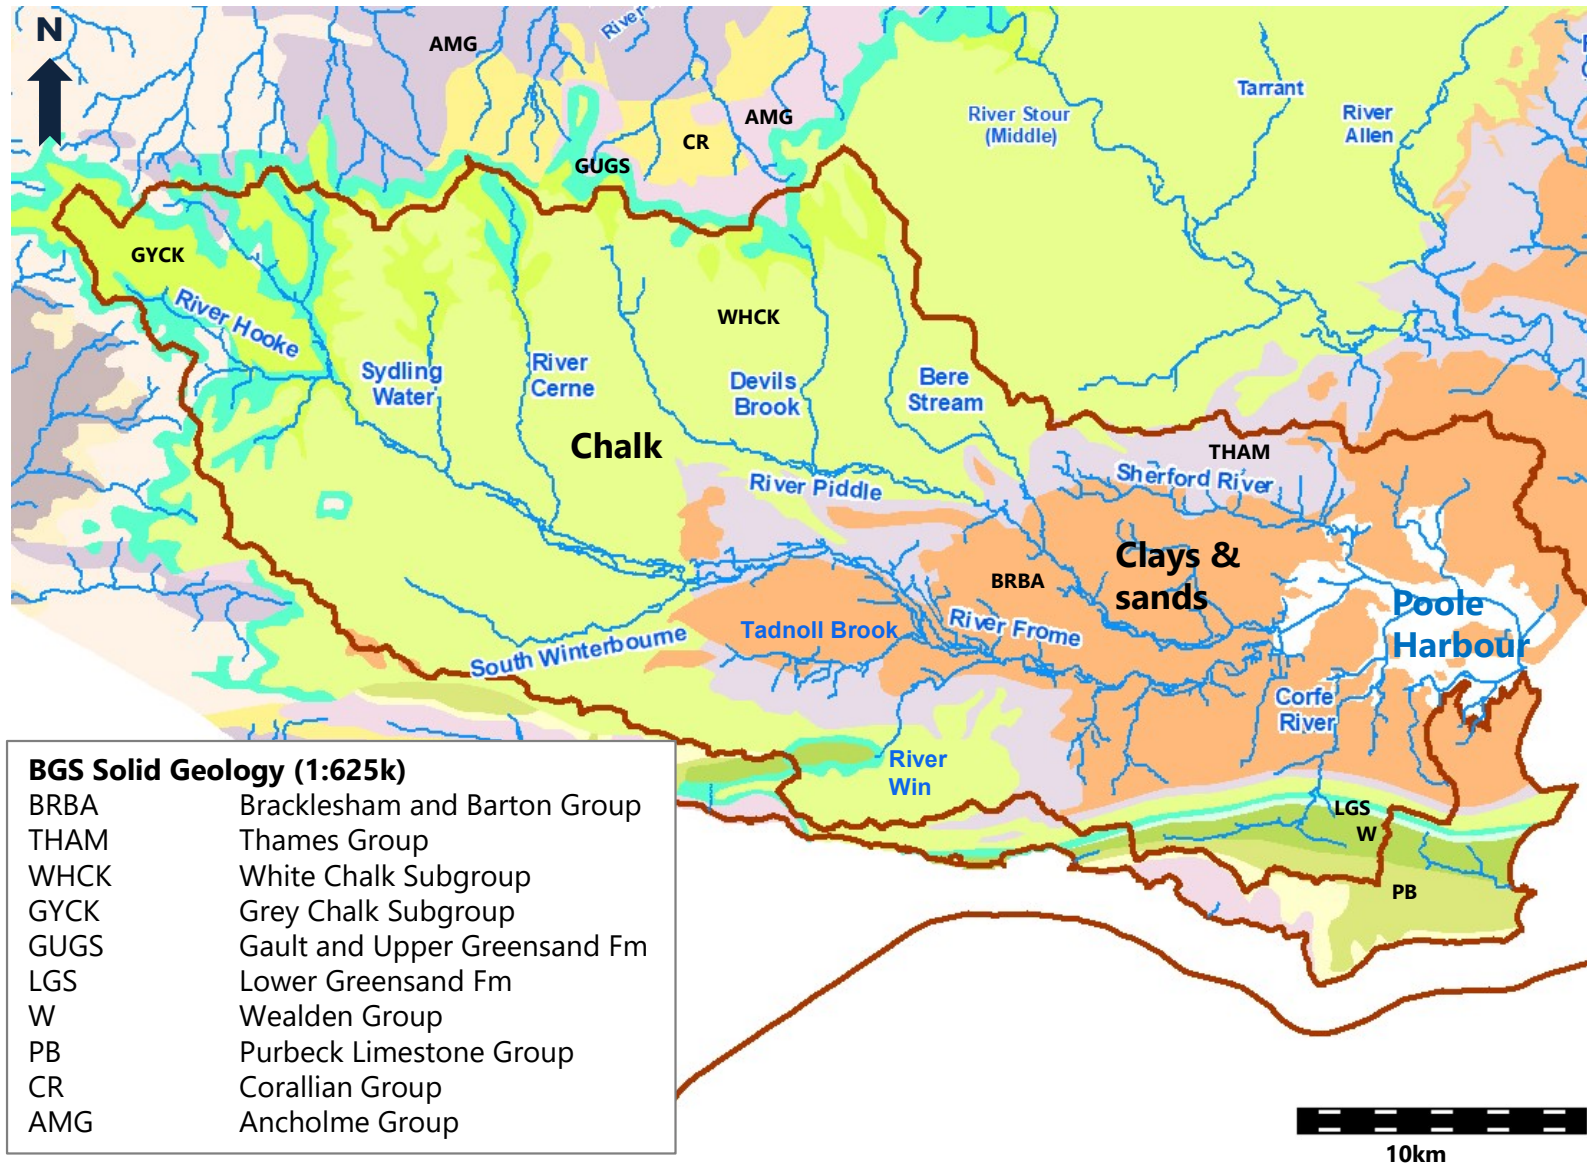 N
AMG
River
AMG
CR
GUGS
River Stour
(Middle)
Tarrant
River
Allen
GYCK
River Hooke
WHCK
Sydling
Water
River
Cerne
Devils
Brook
Bere
Stream
Chalk
THAM
Sherford River
River Piddle
Clays &
sands
BRBA
Poole
Harbour
Tadnoll Brook
River Frome
South Winterbourne
Corfe
River
River
Win
LGS
W
PB
BGS Solid Geology (1:625k)
BRBA Bracklesham and Barton Group
THAM Thames Group
WHCK White Chalk Subgroup
GYCK Grey Chalk Subgroup
GUGS Gault and Upper Greensand Fm
LGS Lower Greensand Fm
W Wealden Group
PB Purbeck Limestone Group
CR Corallian Group
AMG Ancholme Group
10km